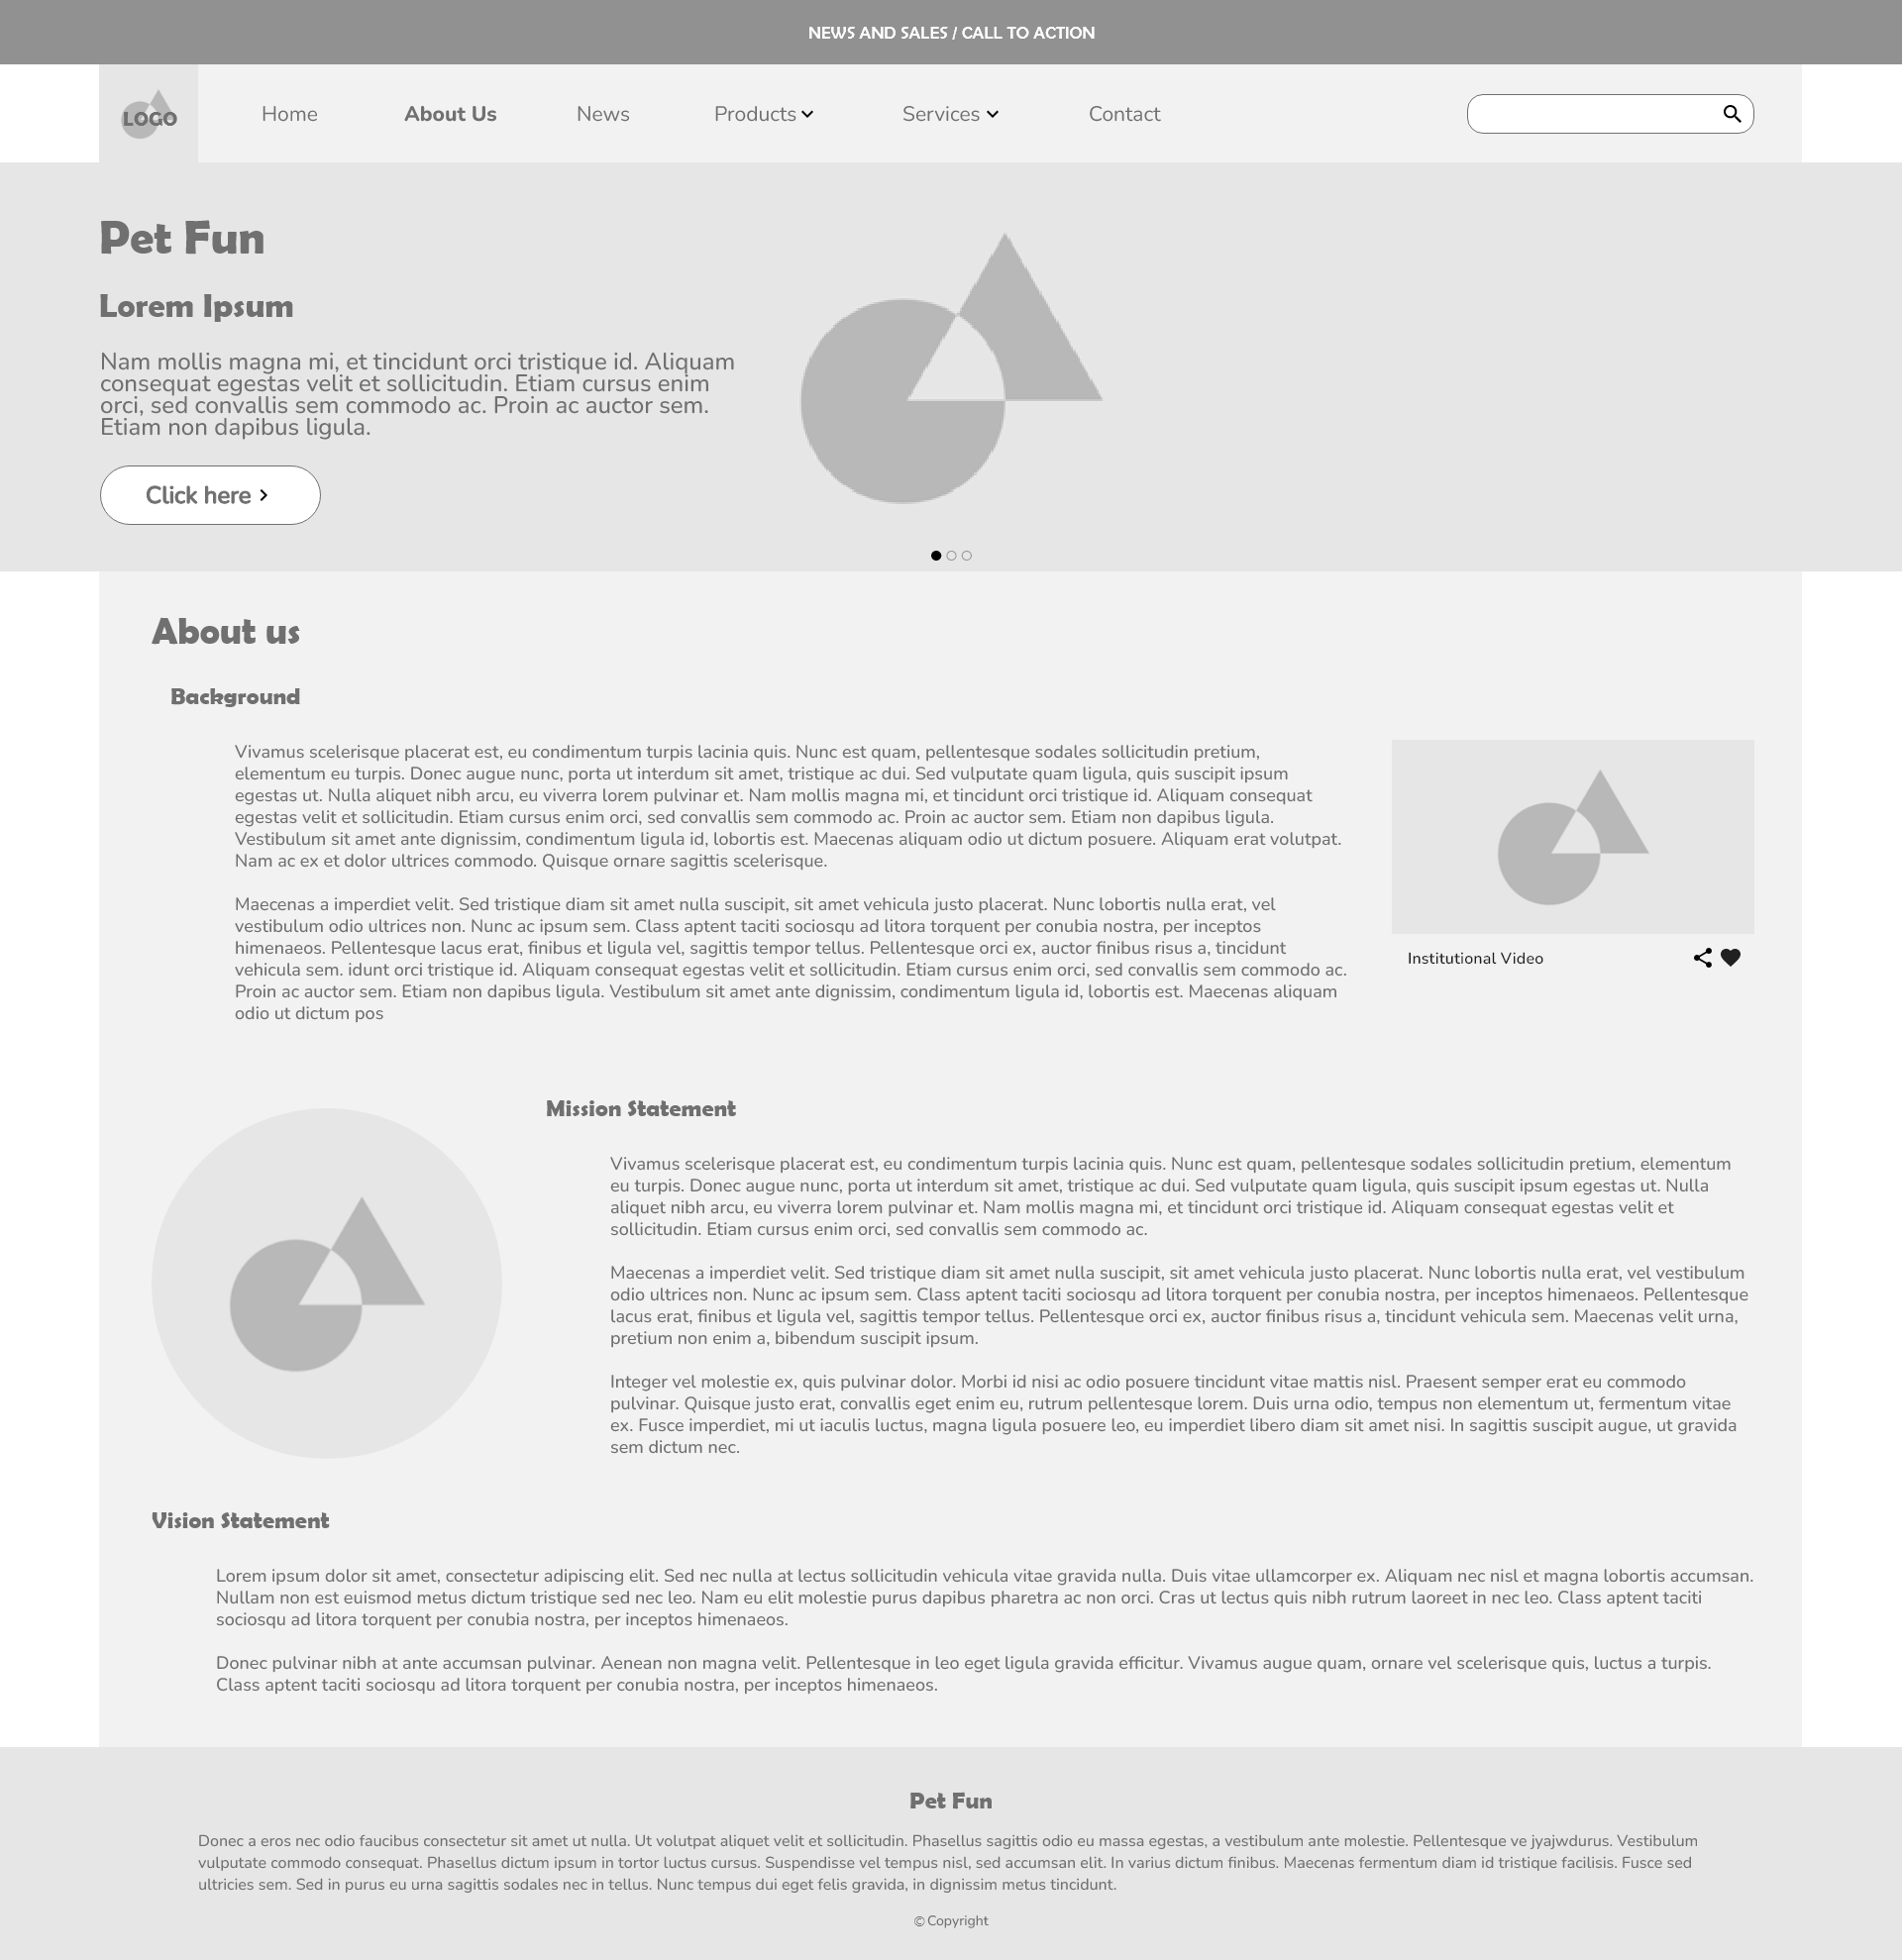 NEWS AND SALES / CALL TO ACTION
LOGO
Home
About Us
News
Products
Services
Contact
Pet Fun
Lorem Ipsum
Nam mollis magna mi, et tincidunt orci tristique id. Aliquam
consequat egestas velit et sollicitudin. Etiam cursus enim
orci, sed convallis sem commodo ac. Proin ac auctor sem.
Etiam non dapibus ligula.
Click here
About us
Background
Vivamus scelerisque placerat est, eu condimentum turpis lacinia quis. Nunc est quam, pellentesque sodales sollicitudin pretium,
elementum eu turpis. Donec augue nunc, porta ut interdum sit amet, tristique ac dui. Sed vulputate quam ligula, quis suscipit ipsum
egestas ut. Nulla aliquet nibh arcu, eu viverra lorem pulvinar et. Nam mollis magna mi, et tincidunt orci tristique id. Aliquam consequat
egestas velit et sollicitudin. Etiam cursus enim orci, sed convallis sem commodo ac. Proin ac auctor sem. Etiam non dapibus ligula.
Vestibulum sit amet ante dignissim, condimentum ligula id, lobortis est. Maecenas aliquam odio ut dictum posuere. Aliquam erat volutpat.
Nam ac ex et dolor ultrices commodo. Quisque ornare sagittis scelerisque.
Maecenas a imperdiet velit. Sed tristique diam sit amet nulla suscipit, sit amet vehicula justo placerat. Nunc lobortis nulla erat, vel
vestibulum odio ultrices non. Nunc ac ipsum sem. Class aptent taciti sociosqu ad litora torquent per conubia nostra, per inceptos
himenaeos. Pellentesque lacus erat, finibus et ligula vel, sagittis tempor tellus. Pellentesque orci ex, auctor finibus risus a, tincidunt
vehicula sem. idunt orci tristique id. Aliquam consequat egestas velit et sollicitudin. Etiam cursus enim orci, sed convallis sem commodo ac.
Proin ac auctor sem. Etiam non dapibus ligula. Vestibulum sit amet ante dignissim, condimentum ligula id, lobortis est. Maecenas aliquam
odio ut dictum pos
Institutional Video
Mission Statement
Vivamus scelerisque placerat est, eu condimentum turpis lacinia quis. Nunc est quam, pellentesque sodales sollicitudin pretium, elementum
eu turpis. Donec augue nunc, porta ut interdum sit amet, tristique ac dui. Sed vulputate quam ligula, quis suscipit ipsum egestas ut. Nulla
aliquet nibh arcu, eu viverra lorem pulvinar et. Nam mollis magna mi, et tincidunt orci tristique id. Aliquam consequat egestas velit et
sollicitudin. Etiam cursus enim orci, sed convallis sem commodo ac.
Maecenas a imperdiet velit. Sed tristique diam sit amet nulla suscipit, sit amet vehicula justo placerat. Nunc lobortis nulla erat, vel vestibulum
odio ultrices non. Nunc ac ipsum sem. Class aptent taciti sociosqu ad litora torquent per conubia nostra, per inceptos himenaeos. Pellentesque
lacus erat, finibus et ligula vel, sagittis tempor tellus. Pellentesque orci ex, auctor finibus risus a, tincidunt vehicula sem. Maecenas velit urna,
pretium non enim a, bibendum suscipit ipsum.
Integer vel molestie ex, quis pulvinar dolor. Morbi id nisi ac odio posuere tincidunt vitae mattis nisl. Praesent semper erat eu commodo
pulvinar. Quisque justo erat, convallis eget enim eu, rutrum pellentesque lorem. Duis urna odio, tempus non elementum ut, fermentum vitae
ex. Fusce imperdiet, mi ut iaculis luctus, magna ligula posuere leo, eu imperdiet libero diam sit amet nisi. In sagittis suscipit augue, ut gravida
sem dictum nec.
Vision Statement
Lorem ipsum dolor sit amet, consectetur adipiscing elit. Sed nec nulla at lectus sollicitudin vehicula vitae gravida nulla. Duis vitae ullamcorper ex. Aliquam nec nisl et magna lobortis accumsan.
Nullam non est euismod metus dictum tristique sed nec leo. Nam eu elit molestie purus dapibus pharetra ac non orci. Cras ut lectus quis nibh rutrum laoreet in nec leo. Class aptent taciti
sociosqu ad litora torquent per conubia nostra, per inceptos himenaeos.
Donec pulvinar nibh at ante accumsan pulvinar. Aenean non magna velit. Pellentesque in leo eget ligula gravida efficitur. Vivamus augue quam, ornare vel scelerisque quis, luctus a turpis.
Class aptent taciti sociosqu ad litora torquent per conubia nostra, per inceptos himenaeos.
Pet Fun
Donec a eros nec odio faucibus consectetur sit amet ut nulla. Ut volutpat aliquet velit et sollicitudin. Phasellus sagittis odio eu massa egestas, a vestibulum ante molestie. Pellentesque ve jyajwdurus. Vestibulum
vulputate commodo consequat. Phasellus dictum ipsum in tortor luctus cursus. Suspendisse vel tempus nisl, sed accumsan elit. In varius dictum finibus. Maecenas fermentum diam id tristique facilisis. Fusce sed
ultricies sem. Sed in purus eu urna sagittis sodales nec in tellus. Nunc tempus dui eget felis gravida, in dignissim metus tincidunt.
© Copyright